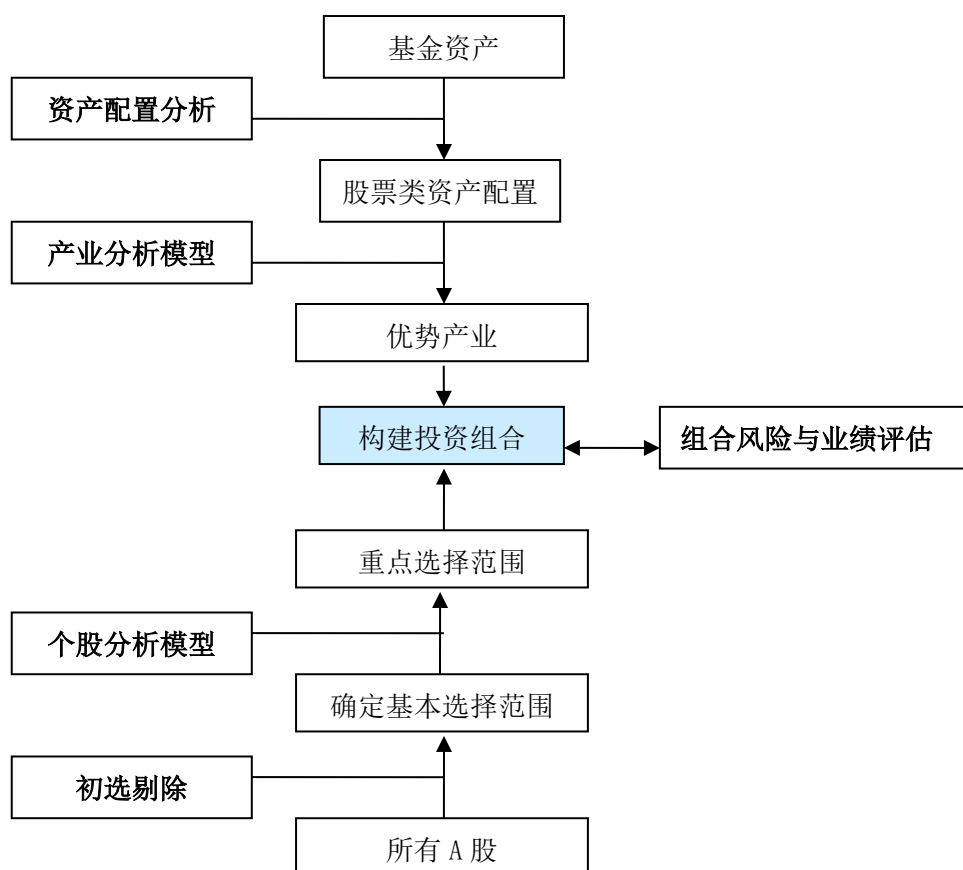 基金资产
资产配置分析
股票类资产配置
产业分析模型
优势产业
构建投资组合
组合风险与业绩评估
重点选择范围
个股分析模型
确定基本选择范围
初选剔除
所有 A 股